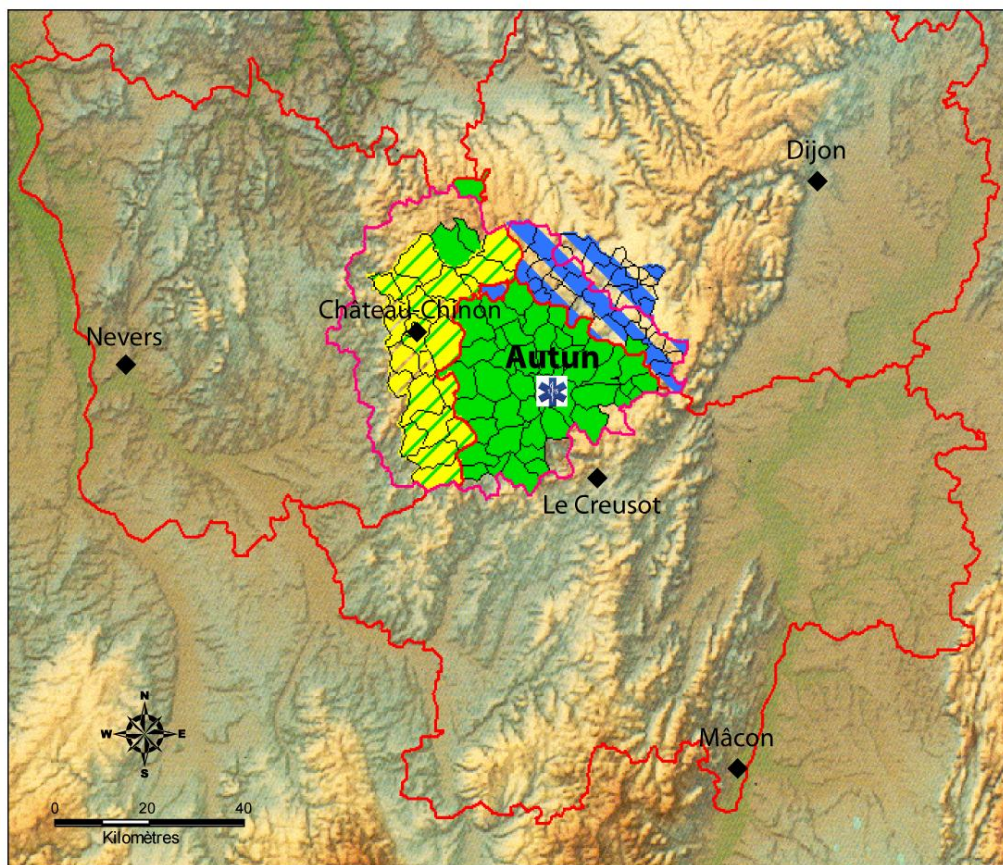 Dijon
Château-Chinon
Nevers
Autun
Le Creusot
Mâcon
N
W E
S
0 20 40
Kilomètres